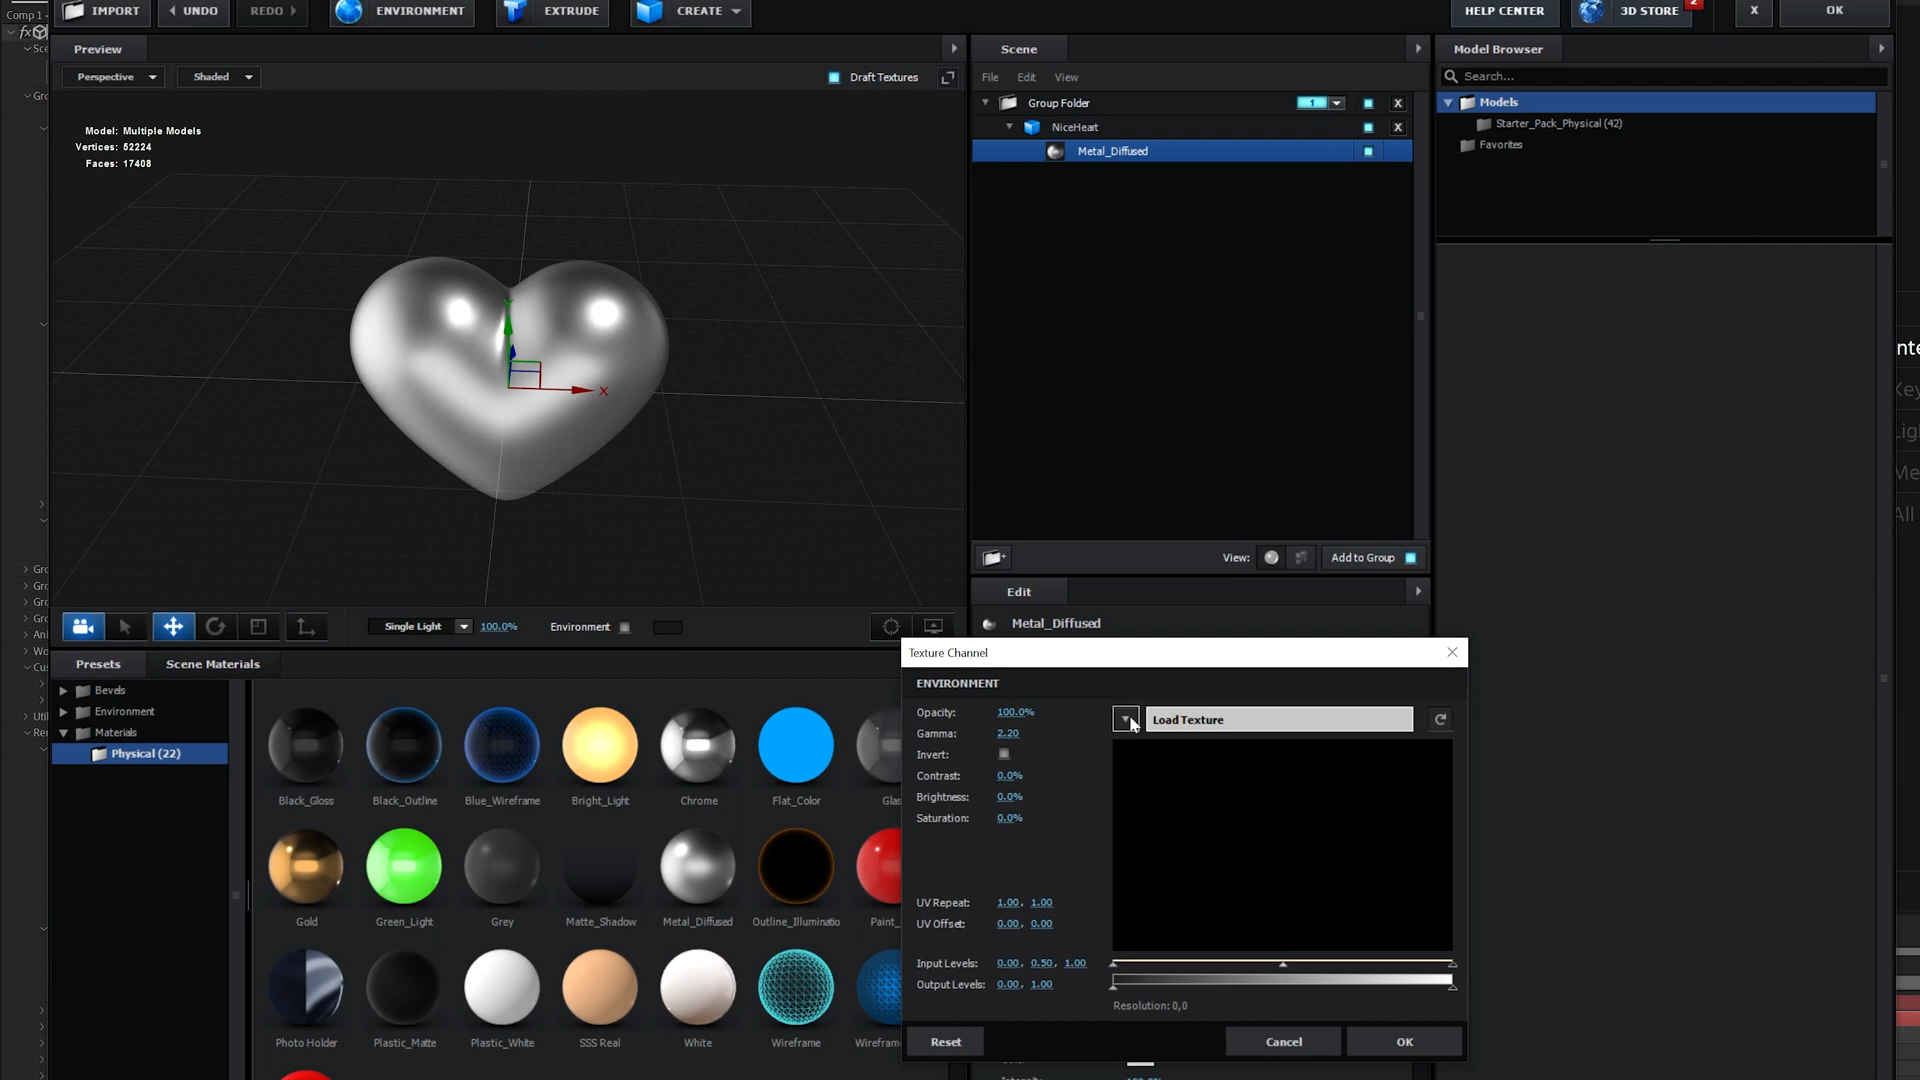 Comp 1
IMPORT
UNDO
REDO
ENVIRONMENT
EXTRUDE
CREATE
HELP CENTER
3D STORE
2
X
OK
Preview
Perspective
Shaded
Draft Textures
Model: Multiple Models
Vertices: 52224
Faces: 17408
Y
X
Scene
File Edit View
Group Folder
1
X
NiceHeart
X
Metal_Diffused
View:
Add to Group
Edit
Metal_Diffused
Model Browser
Search...
Models
Starter_Pack_Physical (42)
Favorites
Single Light
100.0%
Environment
Presets
Scene Materials
Bevels
Environment
Materials
Physical (22)
Black_Gloss
Black_Outline
Blue_Wireframe
Bright_Light
Chrome
Flat_Color
Gold
Green_Light
Grey
Matte_Shadow
Metal_Diffused
Outline_Illuminatio
Paint_
Photo Holder
Plastic_Matte
Plastic_White
SSS Real
White
Wireframe
Texture Channel
ENVIRONMENT
Opacity: 100.0%
Gamma: 2.20
Invert:
Contrast: 0.0%
Brightness: 0.0%
Saturation: 0.0%
UV Repeat: 1.00, 1.00
UV Offset: 0.00, 0.00
Input Levels: 0.00, 0.50, 1.00
Output Levels: 0.00, 1.00
Load Texture
Resolution: 0,0
Reset
Cancel
OK